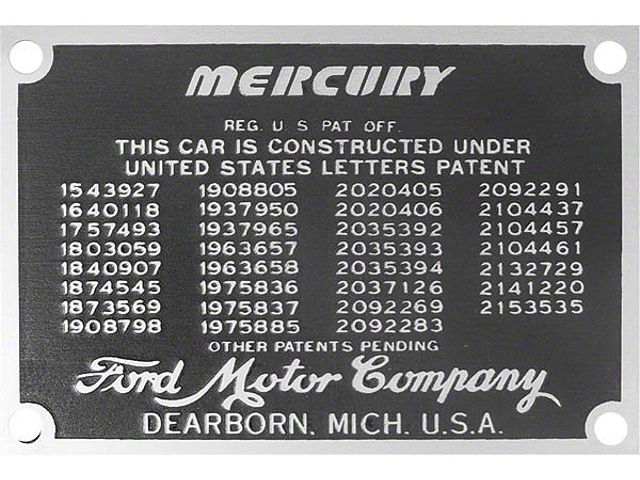 MERCURY
REG. U S PAT OFF.
THIS CAR IS CONSTRUCTED UNDER
UNITED STATES LETTERS PATENT
1543927 1908805 2020405 2092291
1640118 1937950 2020406 2104437
1757493 1937965 2035392 2104457
1803059 1963657 2035393 2104461
1840907 1963658 2035394 2132729
1874545 1975836 2037126 2141220
1873569 1975837 2092269 2153535
1908798 1975885 2092283
OTHER PATENTS PENDING
Ford Motor Company
DEARBORN. MICH. U.S.A.